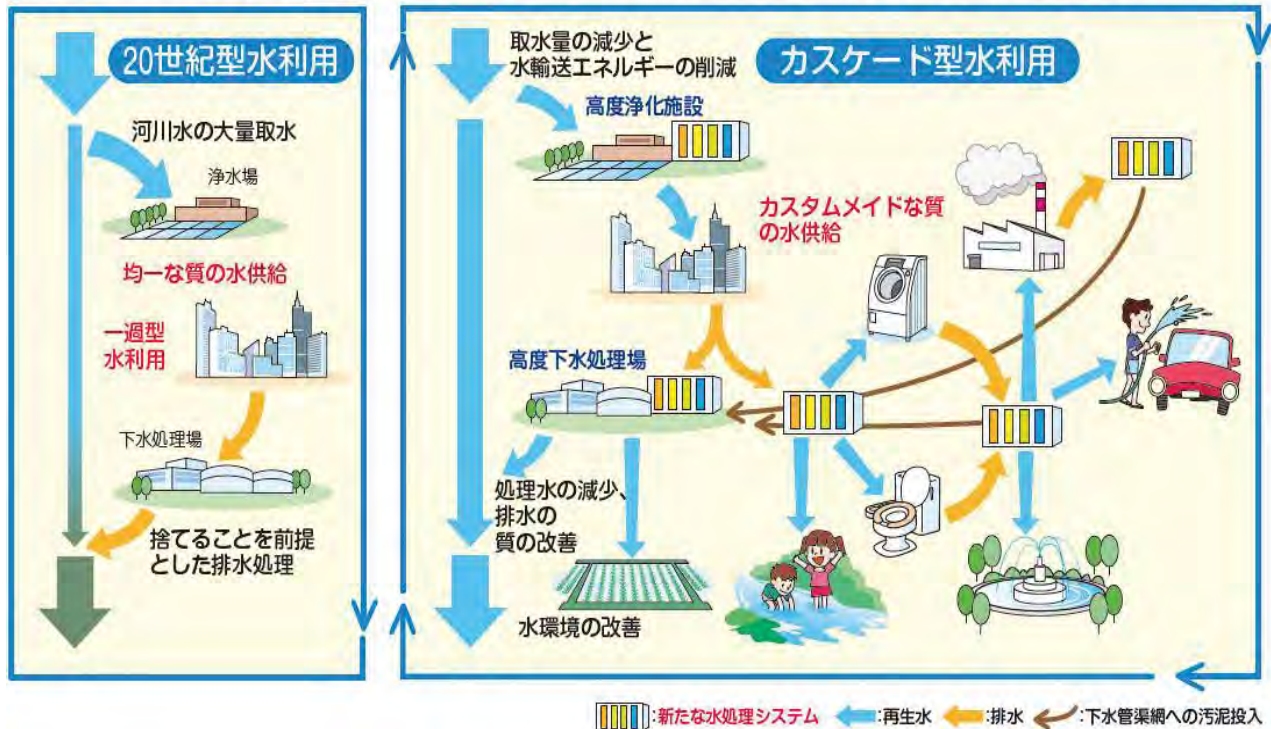 20世紀型水利用
河川水の大量取水
浄水場
均一な質の水供給
一過型
水利用
下水処理場
捨てることを前提
とした排水処理
取水量の減少と
水輸送エネルギーの削減
カスケード型水利用
高度浄化施設
カスタムメイドな質
の水供給
高度下水処理場
処理水の減少、
排水の
質の改善
水環境の改善
:新たな水処理システム
:再生水
:排水
:下水管渠網への汚泥投入